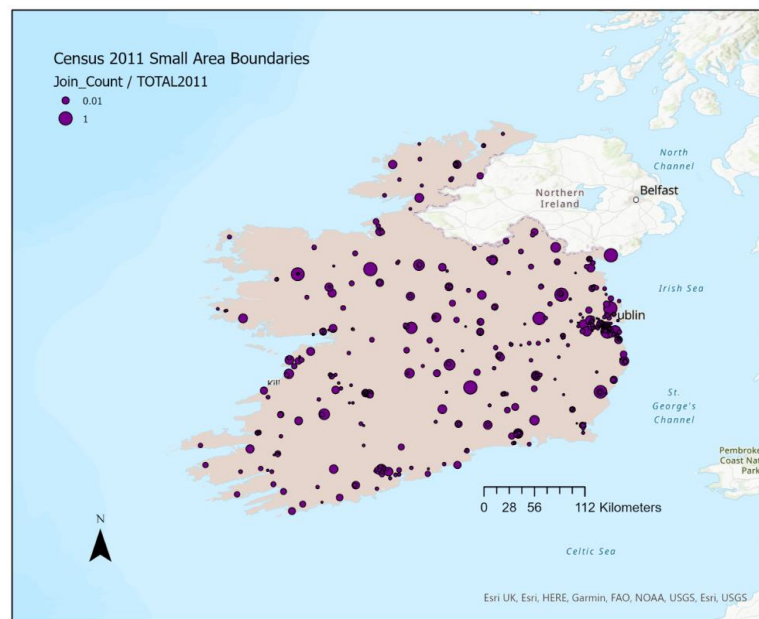 Census 2011 Small Area Boundaries
Join_Count / TOTAL2011
0.01
1
North
Channel
Northern
Ireland
Belfast
Irish Sea
ublin
Kill
St.
George's
Channel
Pembroke
Coast Nat
Park
N
0 28 56 112 Kilometers
Celtic Sea
Esri UK, Esri, HERE, Garmin, FAO, NOAA, USGS, Esri, USGS